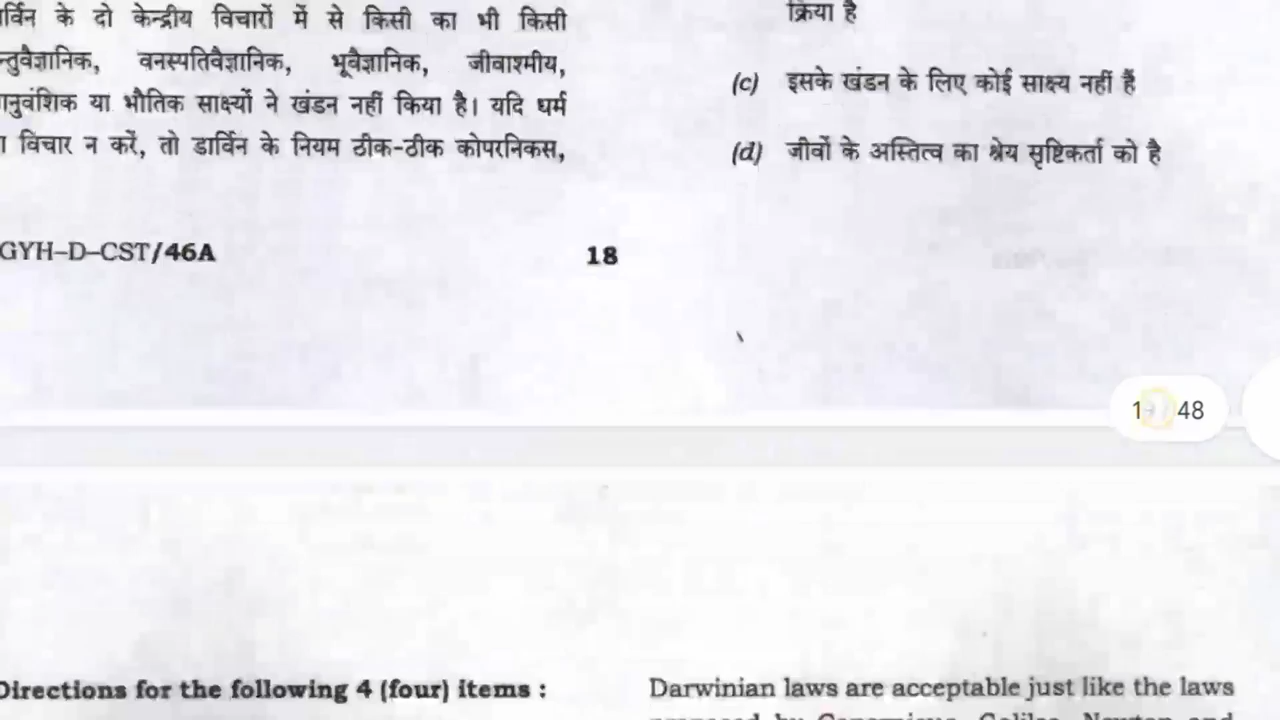 के दो केन्द्रीय विचारों में से किसी का भी किसी
वनस्पतिवैज्ञानिक, भूवैज्ञानिक, जीवाश्मीय,
या भौतिक साक्ष्यों ने खंडन नहीं किया है। यदि धर्म
विचार न करें, तो डार्विन के नियम ठीक-ठीक कोपरनिकस,
क्रिया है
(c) इसके खंडन के लिए कोई साक्ष्य नहीं हैं
(d) जीवों के अस्तित्व का श्रेय सृष्टिकर्ता को है
GYH–D–CST/46A
18
48
Directions for the following 4 (four) items :
Darwinian laws are acceptable just like the laws